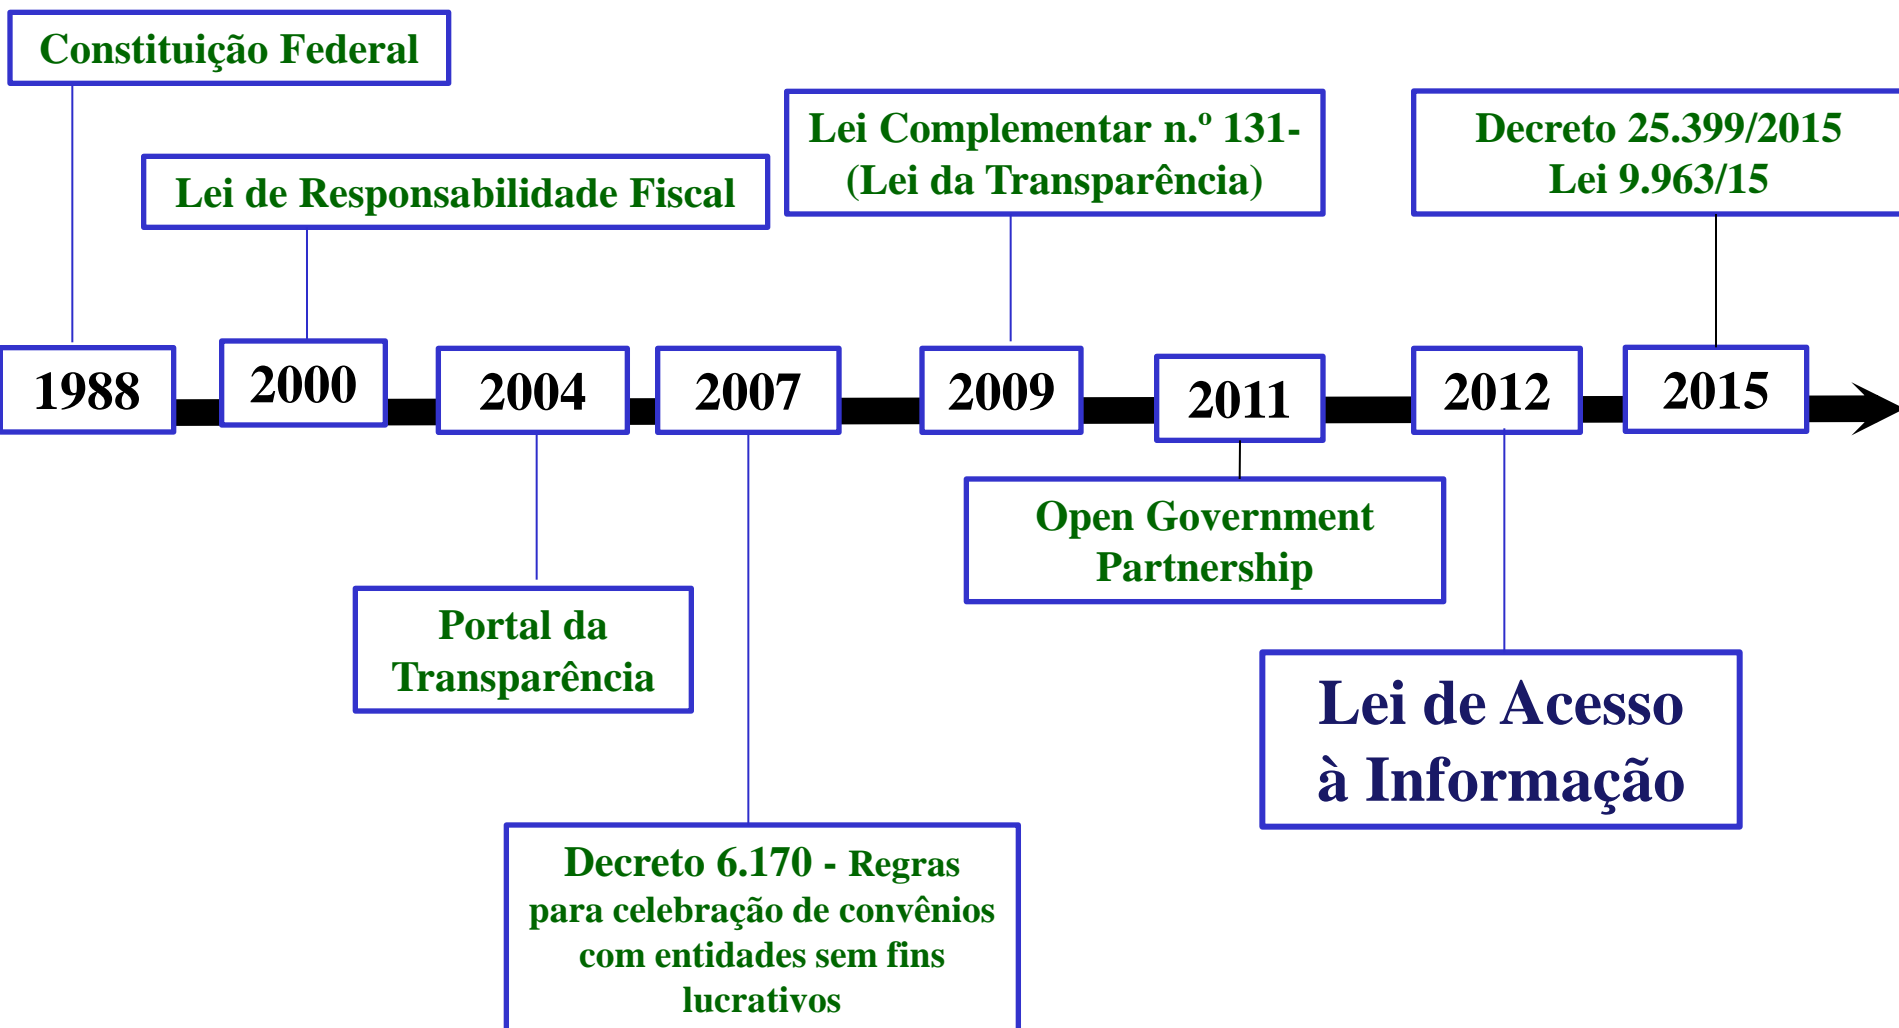 Constituição Federal
Lei de Responsabilidade Fiscal
Lei Complementar n.º 131-
(Lei da Transparência)
Decreto 25.399/2015
Lei 9.963/15
1988
2000
2004
2007
2009
2011
2012
2015
Open Government
Partnership
Portal da
Transparência
Lei de Acesso
à Informação
Decreto 6.170 - Regras
para celebração de convênios
com entidades sem fins
lucrativos